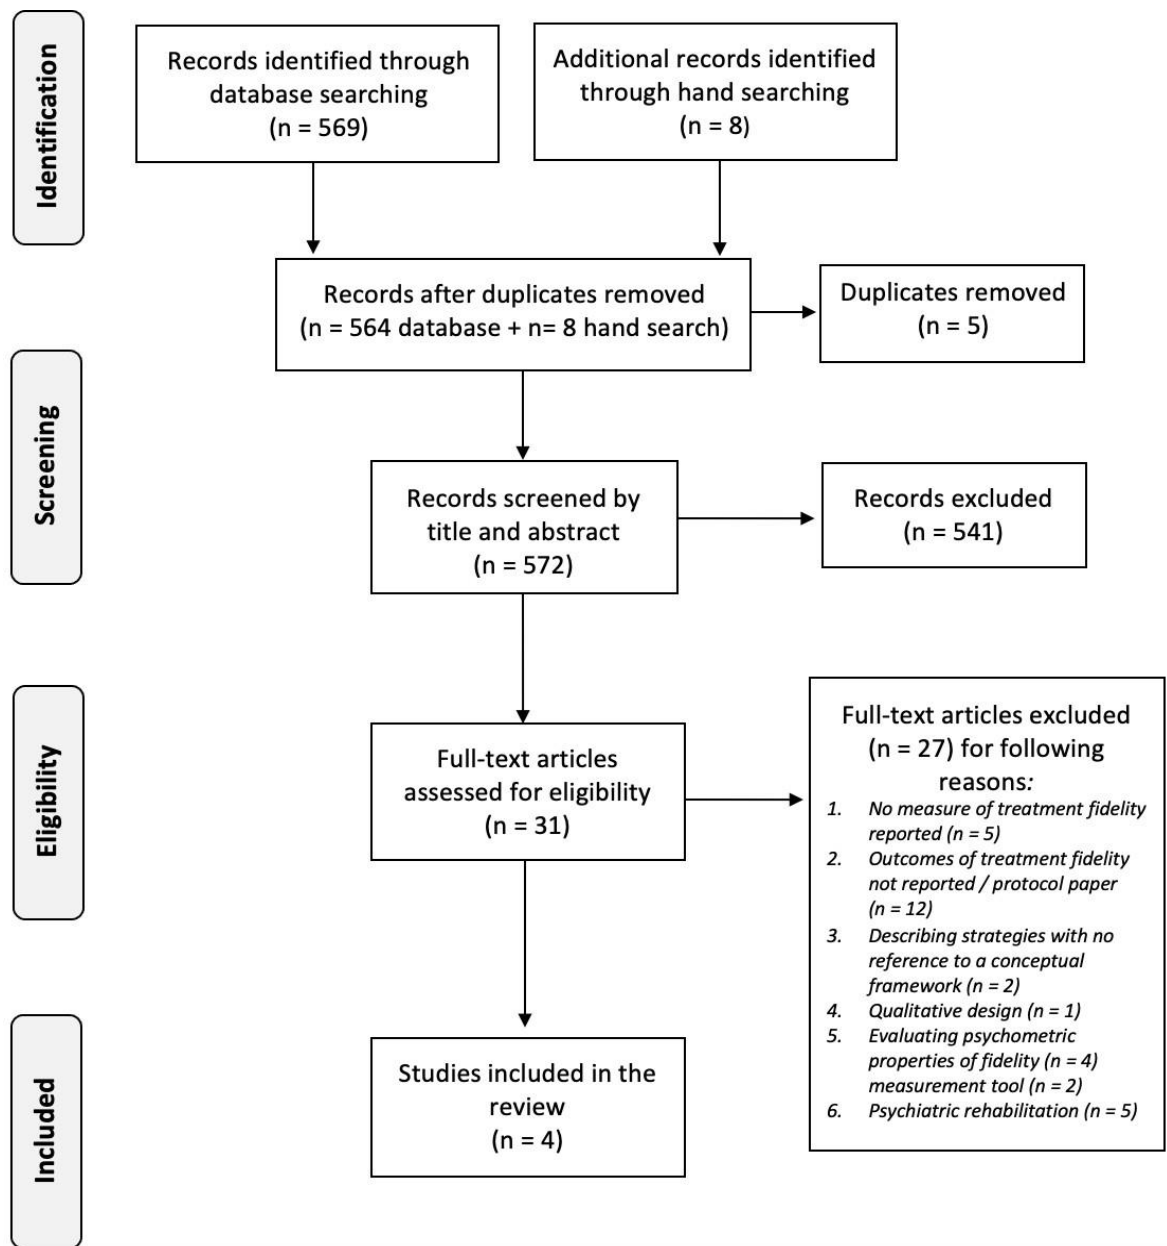 Identification
Records identified through
database searching
(n = 569)
Additional records identified
through hand searching
(n = 8)
Records after duplicates removed
(n = 564 database + n= 8 hand search)
Duplicates removed
(n = 5)
Screening
Records screened by
title and abstract
(n = 572)
Records excluded
(n = 541)
Eligibility
Full-text articles
assessed for eligibility
(n = 31)
Full-text articles excluded
(n = 27) for following
reasons:
1. No measure of treatment fidelity
reported (n = 5)
2. Outcomes of treatment fidelity
not reported / protocol paper
(n = 12)
3. Describing strategies with no
reference to a conceptual
framework (n = 2)
4. Qualitative design (n = 1)
5. Evaluating psychometric
properties of fidelity (n = 4)
measurement tool (n = 2)
6. Psychiatric rehabilitation (n = 5)
Included
Studies included in the
review
(n = 4)